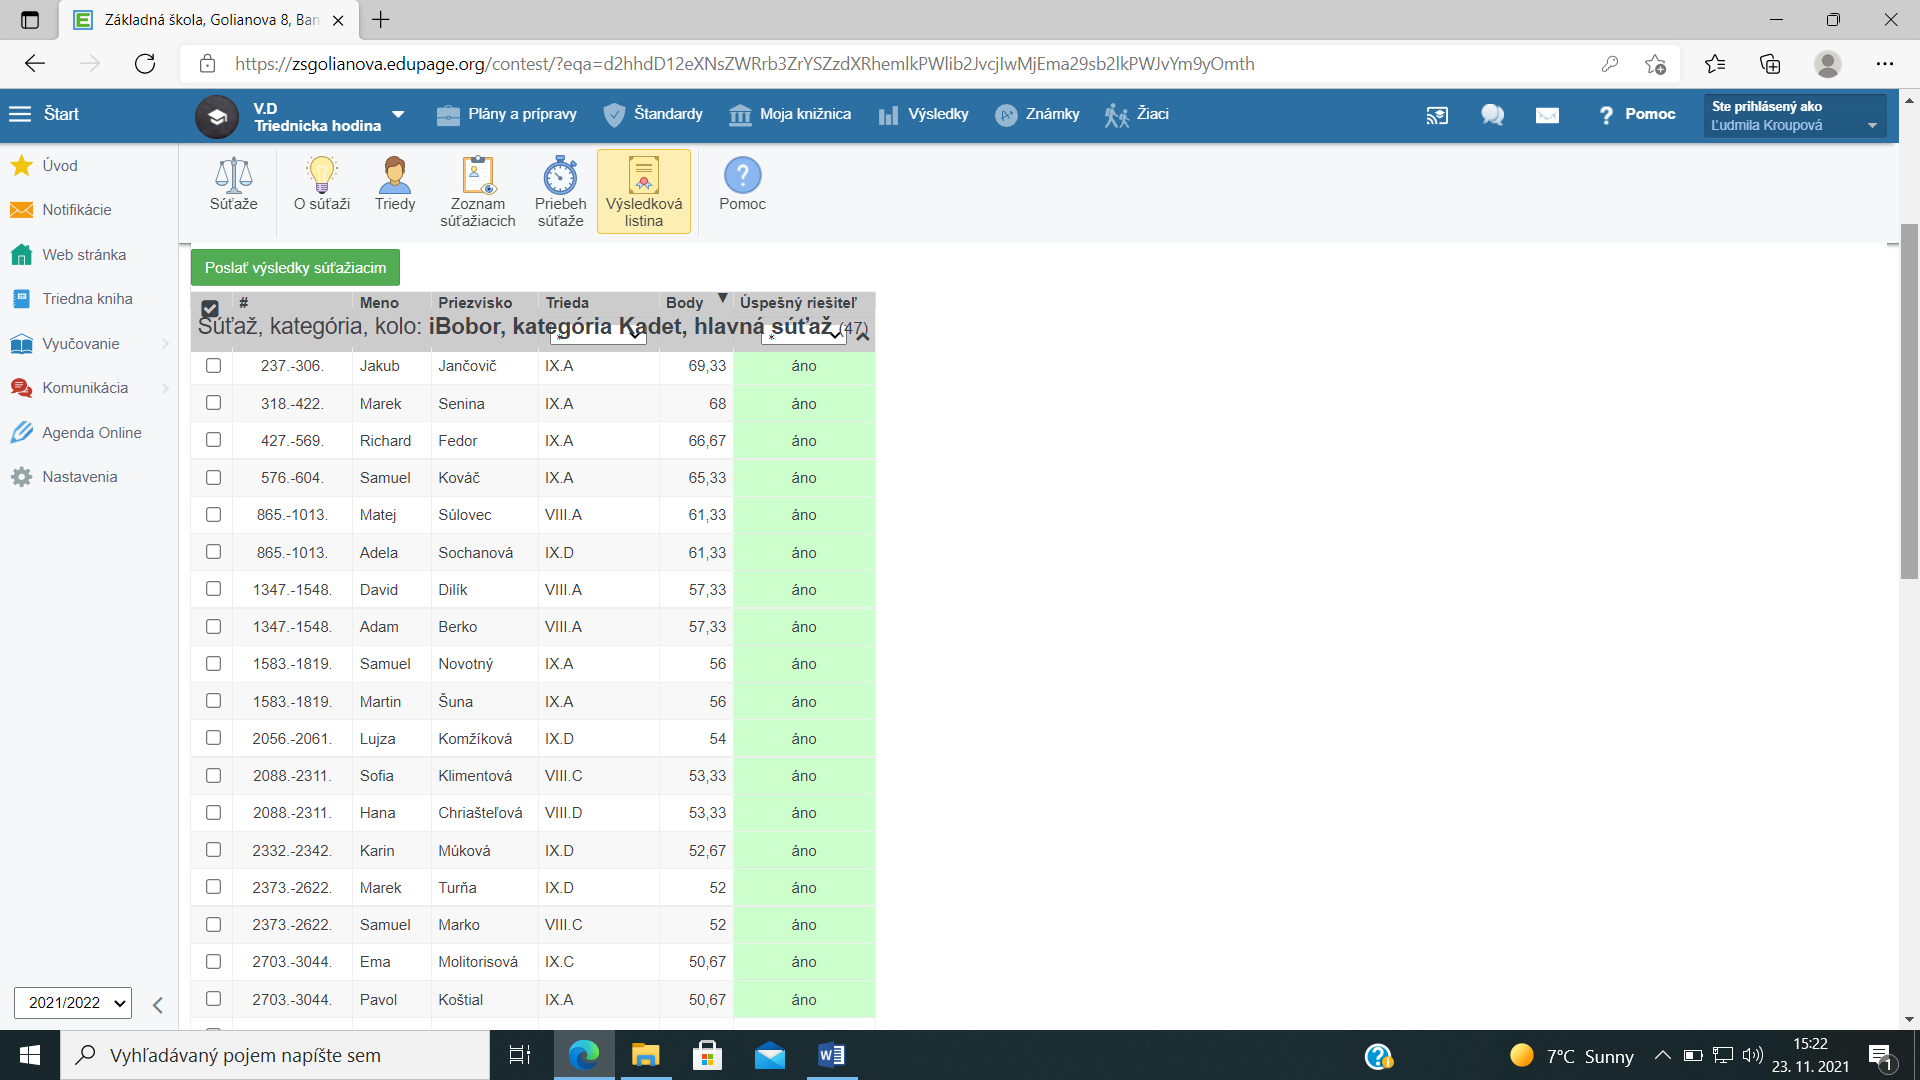 Základná škola, Golianova 8, Ban
https://zsgolianova.edupage.org/contest/?eqa=d2hhdD12eXNsZWRrb3ZrYSZzdXRhemlkPWlib2JvcjIwMjEma29sb2lkPWJvYm9yOmth
Štart
V.D
Triednicka hodina
Plány a prípravy
Štandardy
Moja knižnica
Výsledky
Známky
Žiaci
Pomoc
Ste prihlásený ako
Ľudmila Kroupová
Úvod
Notifikácie
Web stránka
Triedna kniha
Vyučovanie
Komunikácia
Agenda Online
Nastavenia
2021/2022
Súťaže
O súťaži
Triedy
Zoznam súťažiacich
Priebeh súťaže
Výsledková listina
Pomoc
Poslať výsledky súťažiacim
# Meno Priezvisko Trieda Body Úspešný riešiteľ
Súťaž, kategória, kolo: iBobor, kategória Kadet, hlavná súťaž (47)
* *
237.-306. Jakub Jančovič IX.A 69,33 áno
318.-422. Marek Senina IX.A 68 áno
427.-569. Richard Fedor IX.A 66,67 áno
576.-604. Samuel Kováč IX.A 65,33 áno
865.-1013. Matej Súlovec VIII.A 61,33 áno
865.-1013. Adela Sochanová IX.D 61,33 áno
1347.-1548. David Dilík VIII.A 57,33 áno
1347.-1548. Adam Berko VIII.A 57,33 áno
1583.-1819. Samuel Novotný IX.A 56 áno
1583.-1819. Martin Šuna IX.A 56 áno
2056.-2061. Lujza Komžíková IX.D 54 áno
2088.-2311. Sofia Klimentová VIII.C 53,33 áno
2088.-2311. Hana Chriašteľová VIII.D 53,33 áno
2332.-2342. Karin Múková IX.D 52,67 áno
2373.-2622. Marek Turňa IX.D 52 áno
2373.-2622. Samuel Marko VIII.C 52 áno
2703.-3044. Ema Molitorisová IX.C 50,67 áno
2703.-3044. Pavol Koštial IX.A 50,67 áno
Vyhľadávaný pojem napíšte sem
7°C Sunny
15:22
23. 11. 2021
1